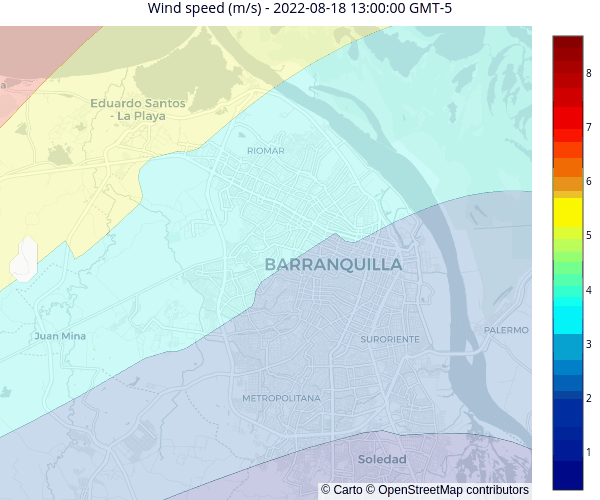 Wind speed (m/s) - 2022-08-18 13:00:00 GMT-5
Eduardo Santos
- La Playa
RIOMAR
BARRANQUILLA
Juan Mina
SURORIENTE
PALERMO
METROPOLITANA
Soledad
© Carto © OpenStreetMap contributors
8
7
6
5
4
3
2
1